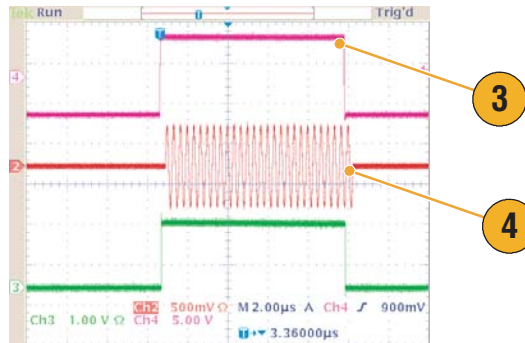 Tek Run Trig'd
T
T
4
3
2
4
3
Ch2 500mV Ω M 2.00µs A Ch4 ʃ 900mV
Ch3 1.00 V Ω Ch4 5.00 V
T→▼ 3.36000µs